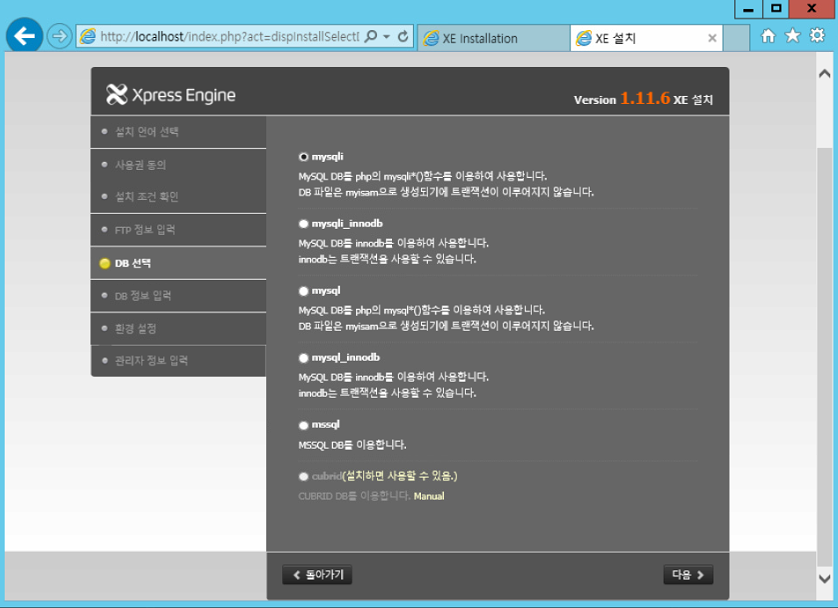 http://localhost/index.php?act=dispInstallSelectI
XE Installation
XE 설치
Xpress Engine
Version 1.11.6 XE 설치
설치 언어 선택
사용권 동의
설치 조건 확인
FTP 정보 입력
DB 선택
DB 정보 입력
환경 설정
관리자 정보 입력
mysqli
MySQL DB를 php의 mysqli*()함수를 이용하여 사용합니다.
DB 파일은 myisam으로 생성되기에 트랜잭션이 이루어지지 않습니다.
mysqli_innodb
MySQL DB를 innodb를 이용하여 사용합니다.
innodb는 트랜잭션을 사용할 수 있습니다.
mysql
MySQL DB를 php의 mysql*()함수를 이용하여 사용합니다.
DB 파일은 myisam으로 생성되기에 트랜잭션이 이루어지지 않습니다.
mysql_innodb
MySQL DB를 innodb를 이용하여 사용합니다.
innodb는 트랜잭션을 사용할 수 있습니다.
mssql
MSSQL DB를 이용합니다.
cubrid(설치하면 사용할 수 있음.)
CUBRID DB를 이용합니다. Manual
돌아가기
다음